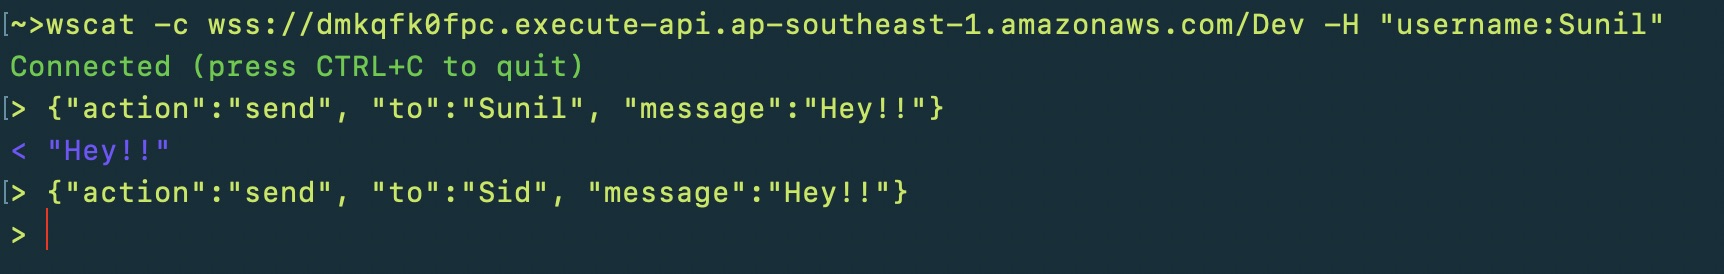 [~>wscat -c wss://dmkqfk0fpc.execute-api.ap-southeast-1.amazonaws.com/Dev -H "username:Sunil"
Connected (press CTRL+C to quit)
[> {"action":"send", "to":"Sunil", "message":"Hey!!"}
< "Hey!!"
[> {"action":"send", "to":"Sid", "message":"Hey!!"}
>